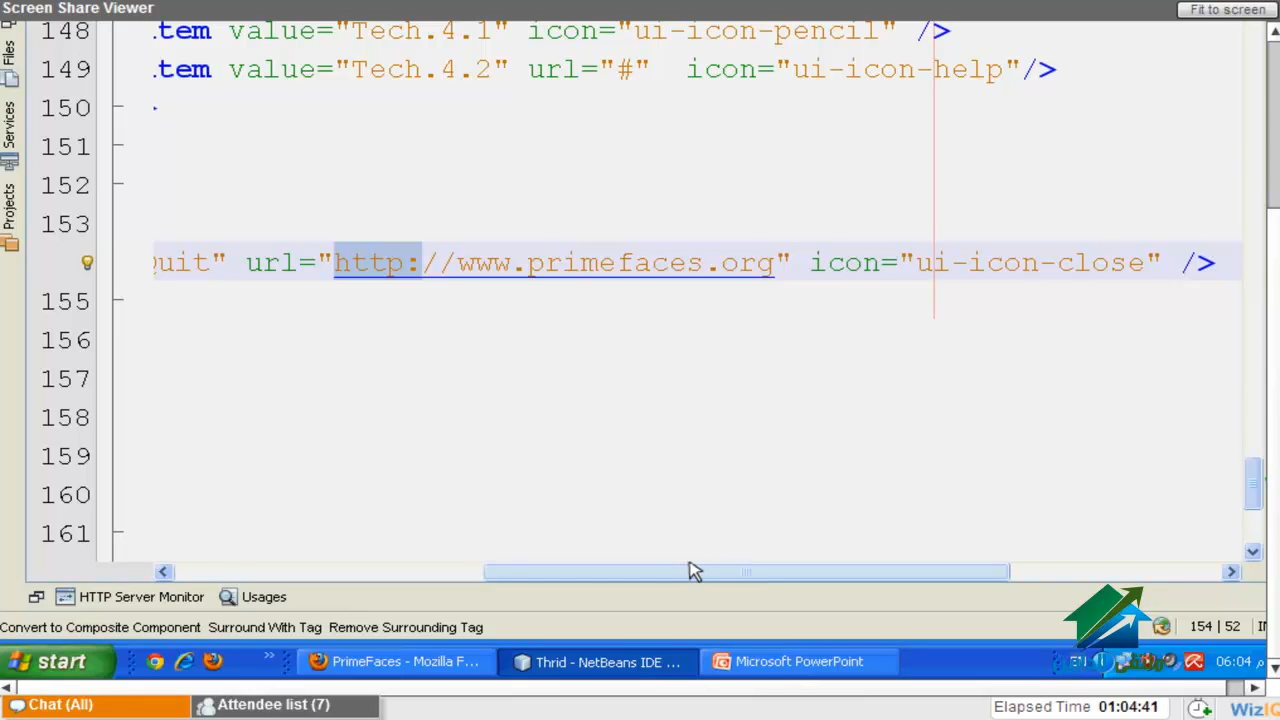 Screen Share Viewer
Fit to screen
148 .tem value="Tech.4.1" icon="ui-icon-pencil" />
149 .tem value="Tech.4.2" url="#" icon="ui-icon-help"/>
150
151
152
153
Quit" url="http://www.primefaces.org" icon="ui-icon-close" />
155
156
157
158
159
160
161
Files
Services
Projects
HTTP Server Monitor Usages
Convert to Composite Component Surround With Tag Remove Surrounding Tag
154 | 52
start
PrimeFaces - Mozilla F...
Thrid - NetBeans IDE ...
Microsoft PowerPoint
EN
06:04 م
Chat (All)
Attendee list (7)
Elapsed Time 01:04:41
WizIQ